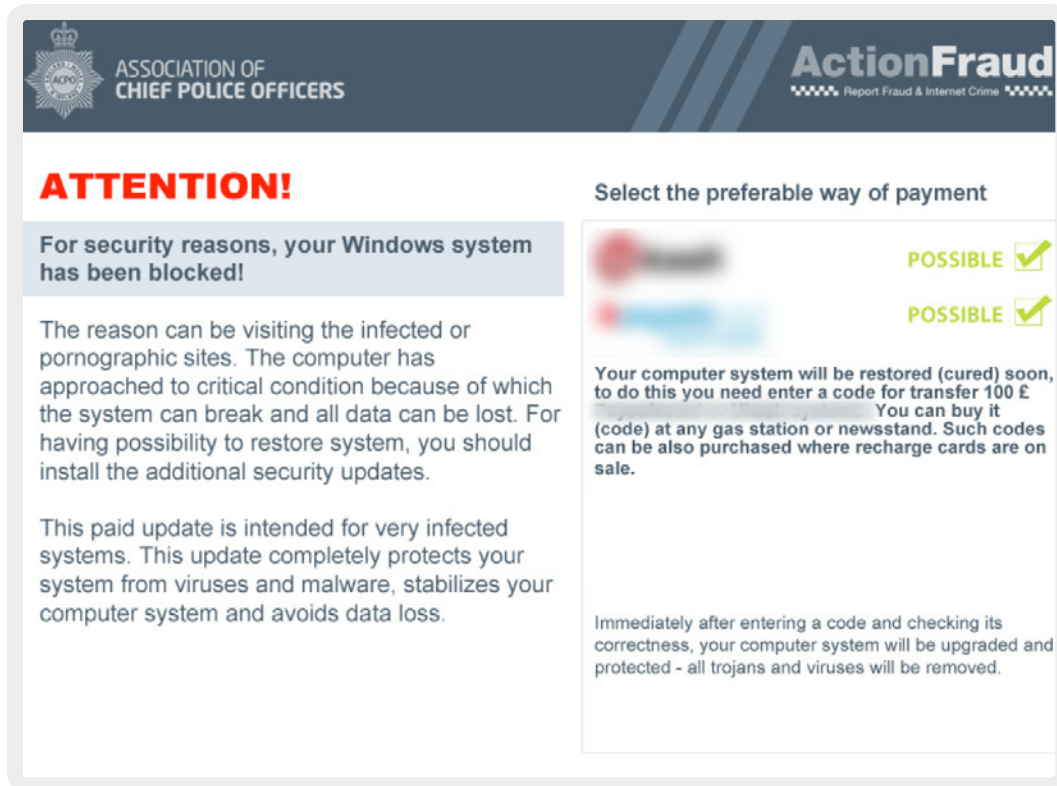 ACPO
ASSOCIATION OF
CHIEF POLICE OFFICERS
ActionFraud
Report Fraud & Internet Crime
ATTENTION!
For security reasons, your Windows system
has been blocked!
The reason can be visiting the infected or
pornographic sites. The computer has
approached to critical condition because of which
the system can break and all data can be lost. For
having possibility to restore system, you should
install the additional security updates.
This paid update is intended for very infected
systems. This update completely protects your
system from viruses and malware, stabilizes your
computer system and avoids data loss.
Select the preferable way of payment
POSSIBLE
POSSIBLE
Your computer system will be restored (cured) soon,
to do this you need enter a code for transfer 100 £
You can buy it
(code) at any gas station or newsstand. Such codes
can be also purchased where recharge cards are on
sale.
Immediately after entering a code and checking its
correctness, your computer system will be upgraded and
protected - all trojans and viruses will be removed.